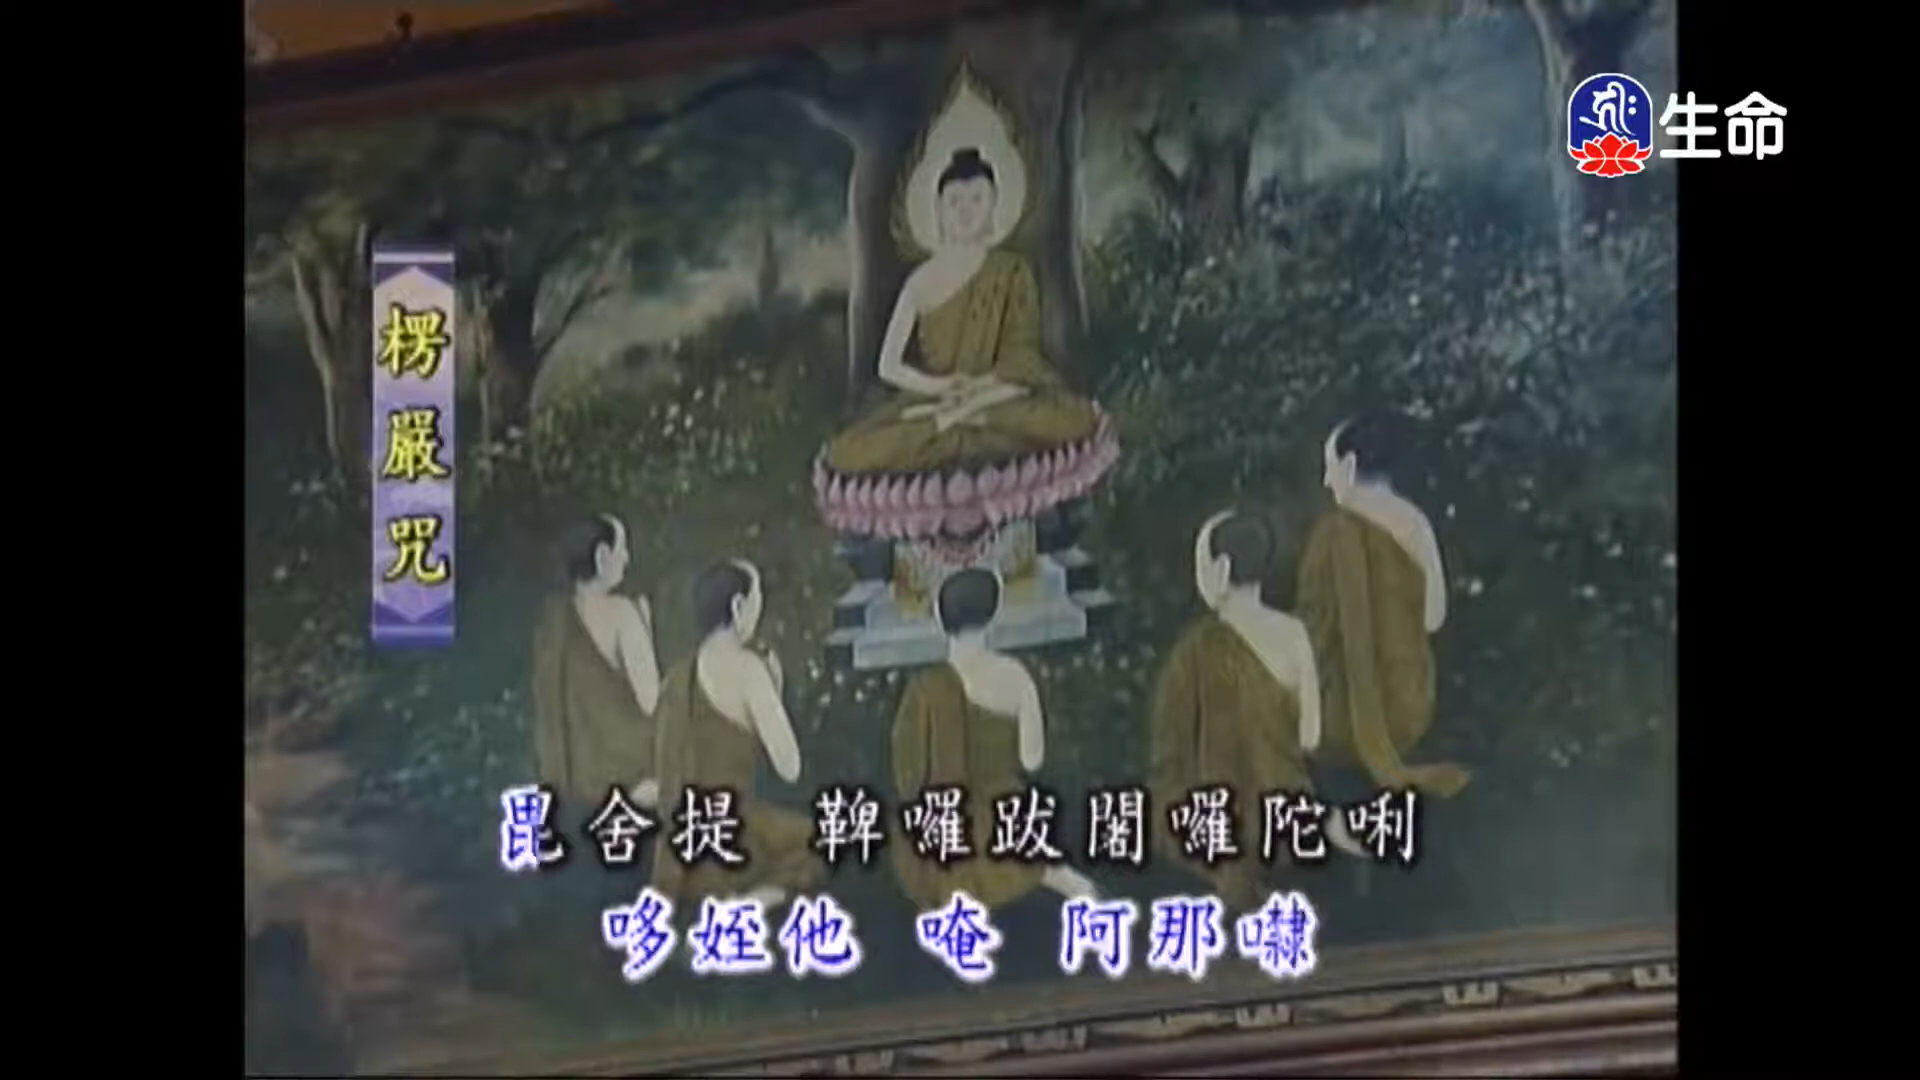 生命
楞嚴咒
毘舍提 鞞囉跋闍囉陀唎
哆姪他 唵 阿那㘑